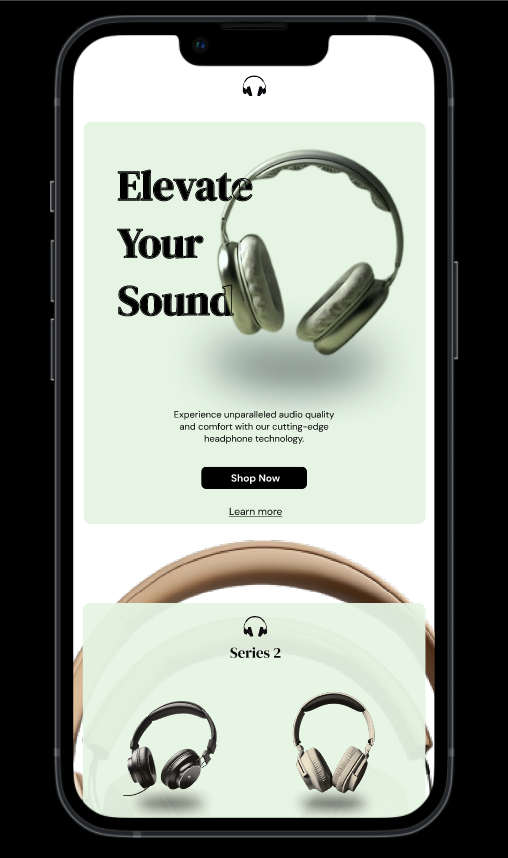 Elevate
Your
Sound
Experience unparalleled audio quality
and comfort with our cutting-edge
headphone technology.
Shop Now
Learn more
Series 2